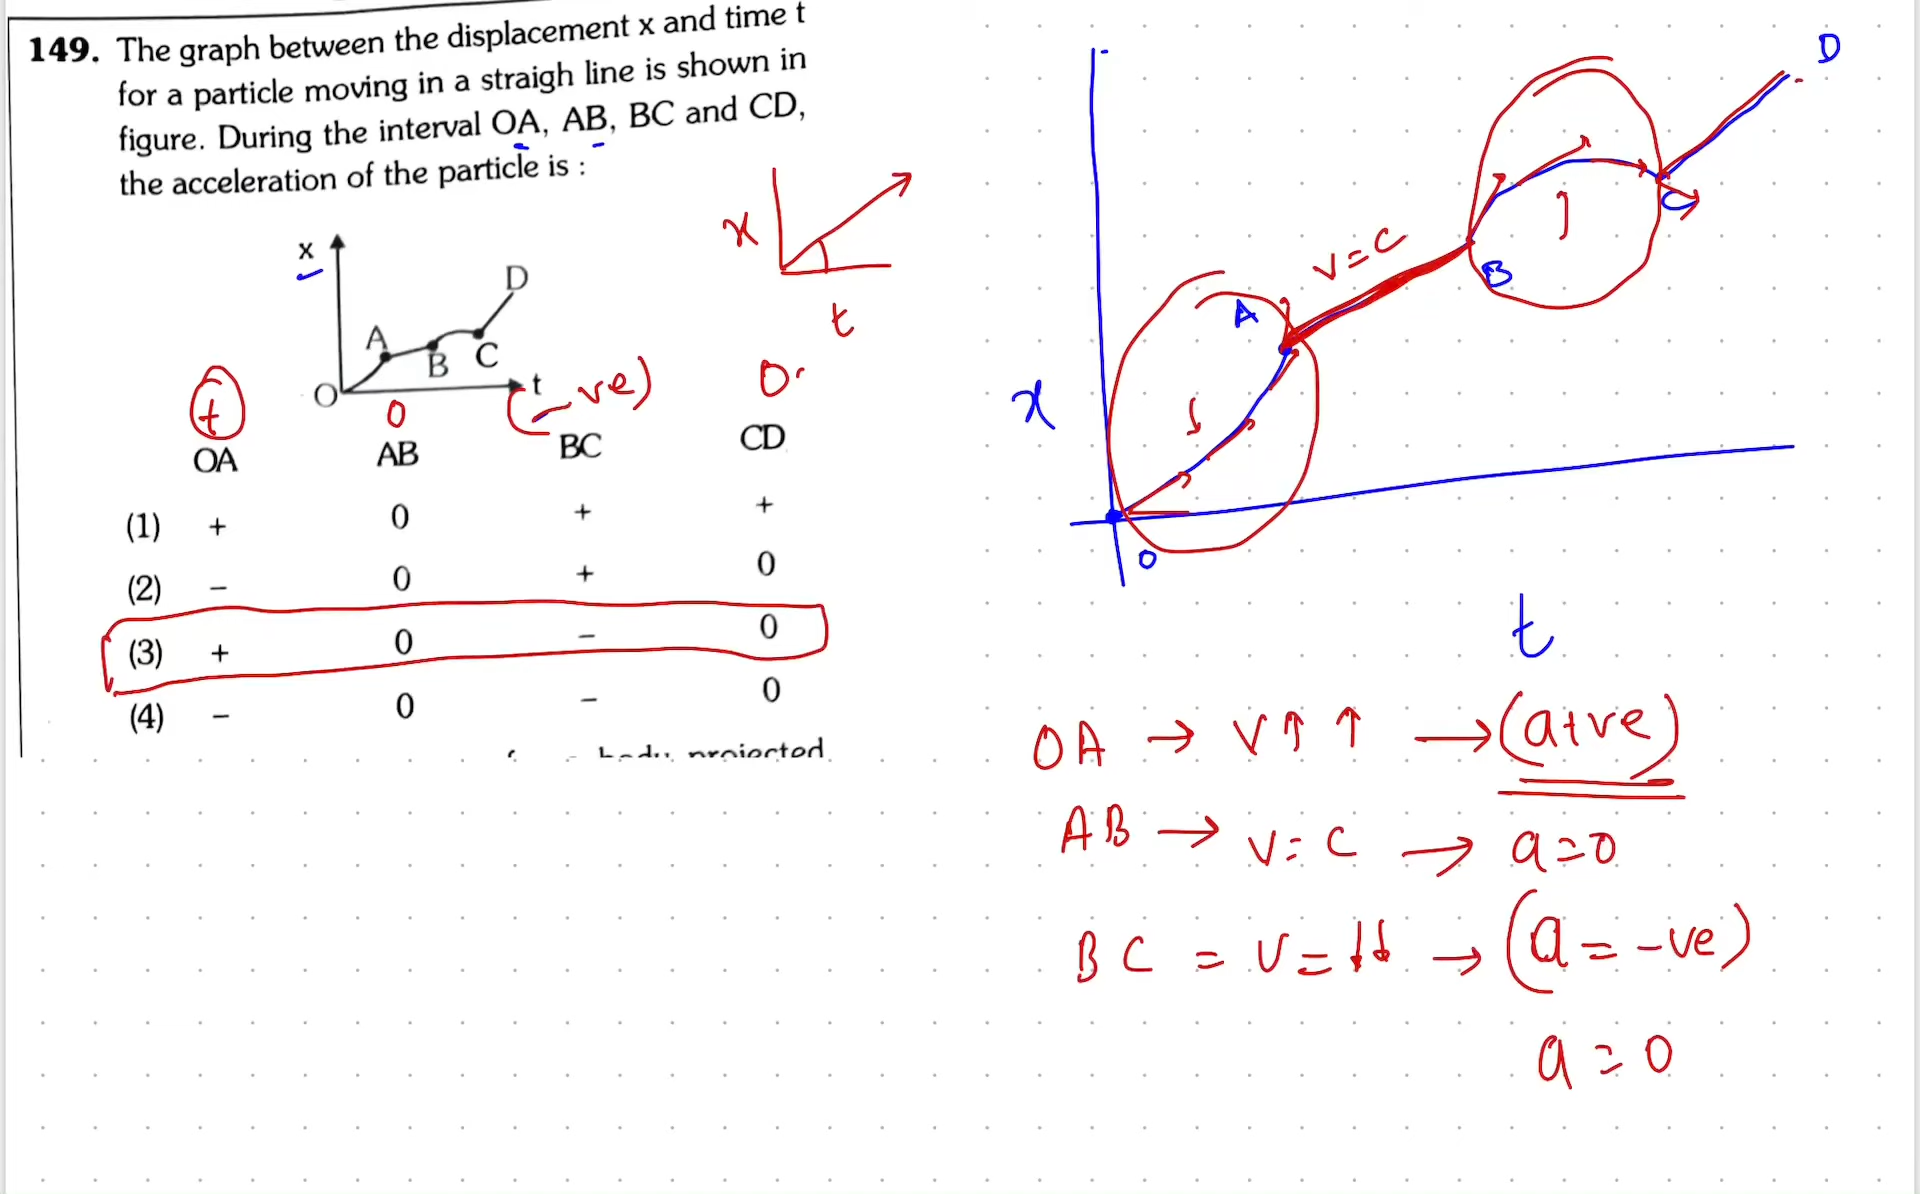 149. The graph between the displacement x and time t
for a particle moving in a straigh line is shown in
figure. During the interval OA, AB, BC and CD,
the acceleration of the particle is :
x
D
A
B
C
O
t
x
t
+
0
(-ve)
0
OA AB BC CD
(1) + 0 + +
(2) − 0 + 0
(3) + 0 − 0
(4) − 0 − 0
body projected
D
C
v=c
B
A
x
O
t
OA → v↑↑ → (a+ve)
AB → v=c → a=0
BC = v=↓↓ → (a=-ve)
a=0